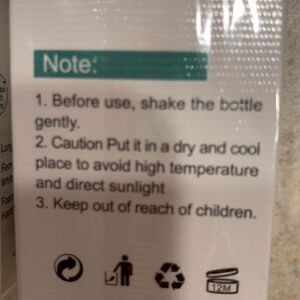 Note:
1. Before use, shake the bottle
gently.
2. Caution Put it in a dry and cool
place to avoid high temperature
and direct sunlight
3. Keep out of reach of children.
12M